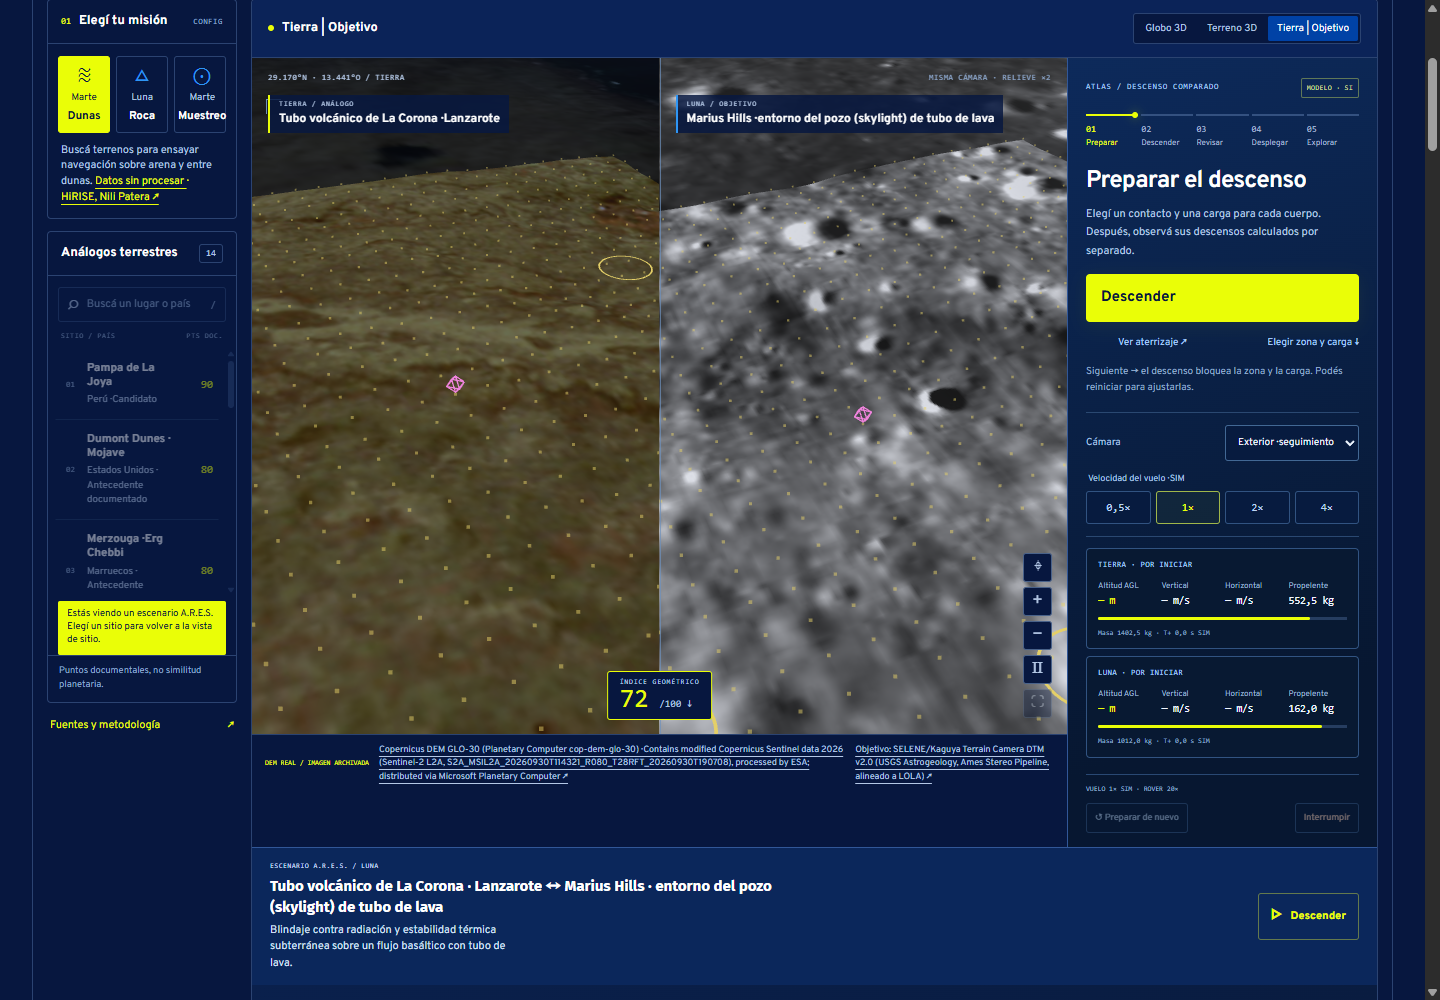 01 Elegí tu misión CONFIG
Marte
Dunas
Luna
Roca
Marte
Muestreo
Buscá terrenos para ensayar
navegación sobre arena y entre
dunas. Datos sin procesar ·
HiRISE, Nili Patera ↗
Análogos terrestres 14
Buscá un lugar o país /
SITIO / PAÍS PTS DOC.
01 Pampa de La
Joya
Perú · Candidato
90
02 Dumont Dunes ·
Mojave
Estados Unidos ·
Antecedente
documentado
80
03 Merzouga · Erg
Chebbi
Marruecos ·
Antecedente
80
Estás viendo un escenario A.R.E.S.
Elegí un sitio para volver a la vista
de sitio.
Puntos documentales, no similitud
planetaria.
Fuentes y metodología ↗
Tierra | Objetivo
Globo 3D Terreno 3D Tierra | Objetivo
29.170°N · 13.441°O / TIERRA
TIERRA / ANÁLOGO
Tubo volcánico de La Corona · Lanzarote
MISMA CÁMARA · RELIEVE ×2
LUNA / OBJETIVO
Marius Hills · entorno del pozo (skylight) de tubo de lava
+
−
ÍNDICE GEOMÉTRICO
72 /100 ↓
DEM REAL / IMAGEN ARCHIVADA
Copernicus DEM GLO-30 (Planetary Computer cop-dem-glo-30) · Contains modified Copernicus Sentinel data 2026
(Sentinel-2 L2A, S2A_MSIL2A_20260930T114321_R080_T28RFT_20260930T190708), processed by ESA;
distributed via Microsoft Planetary Computer ↗
Objetivo: SELENE/Kaguya Terrain Camera DTM
v2.0 (USGS Astrogeology, Ames Stereo Pipeline,
alineado a LOLA) ↗
ATLAS / DESCENSO COMPARADO
MODELO · SI
01
Preparar
02
Descender
03
Revisar
04
Desplegar
05
Explorar
Preparar el descenso
Elegí un contacto y una carga para cada cuerpo.
Después, observá sus descensos calculados por
separado.
Descender
Ver aterrizaje ↗ Elegir zona y carga ↓
Siguiente → el descenso bloquea la zona y la carga. Podés
reiniciar para ajustarlas.
Cámara Exterior · seguimiento
Velocidad del vuelo · SIM
0,5× 1× 2× 4×
TIERRA · POR INICIAR
Altitud AGL Vertical Horizontal Propelente
— m — m/s — m/s 552,5 kg
Masa 1402,5 kg · T+ 0,0 s SIM
LUNA · POR INICIAR
Altitud AGL Vertical Horizontal Propelente
— m — m/s — m/s 162,0 kg
Masa 1012,0 kg · T+ 0,0 s SIM
VUELO 1× SIM · ROVER 20×
↺ Preparar de nuevo Interrumpir
ESCENARIO A.R.E.S. / LUNA
Tubo volcánico de La Corona · Lanzarote ↔ Marius Hills · entorno del pozo
(skylight) de tubo de lava
Blindaje contra radiación y estabilidad térmica
subterránea sobre un flujo basáltico con tubo de
lava.
Descender